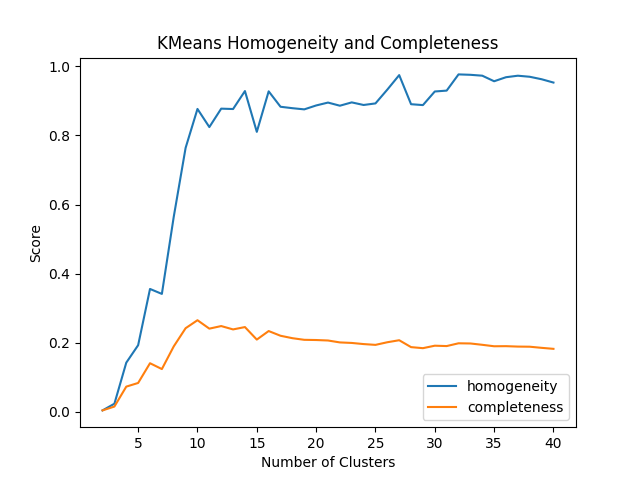 KMeans Homogeneity and Completeness
1.0
0.8
0.6
0.4
0.2
0.0
Score
homogeneity
completeness
5 10 15 20 25 30 35 40
Number of Clusters